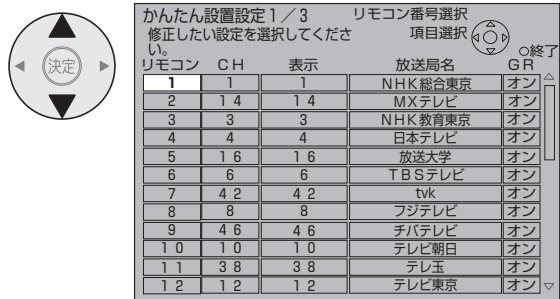 決定
かんたん設置設定1／3 リモコン番号選択
修正したい設定を選択してくださ 項目選択
い。 ○終了
リモコン CH 表示 放送局名 GR
1 1 1 NHK総合東京 オン
2 14 14 MXテレビ オン
3 3 3 NHK教育東京 オン
4 4 4 日本テレビ オン
5 16 16 放送大学 オン
6 6 6 TBSテレビ オン
7 42 42 tvk オン
8 8 8 フジテレビ オン
9 46 46 チバテレビ オン
10 10 10 テレビ朝日 オン
11 38 38 テレ玉 オン
12 12 12 テレビ東京 オン